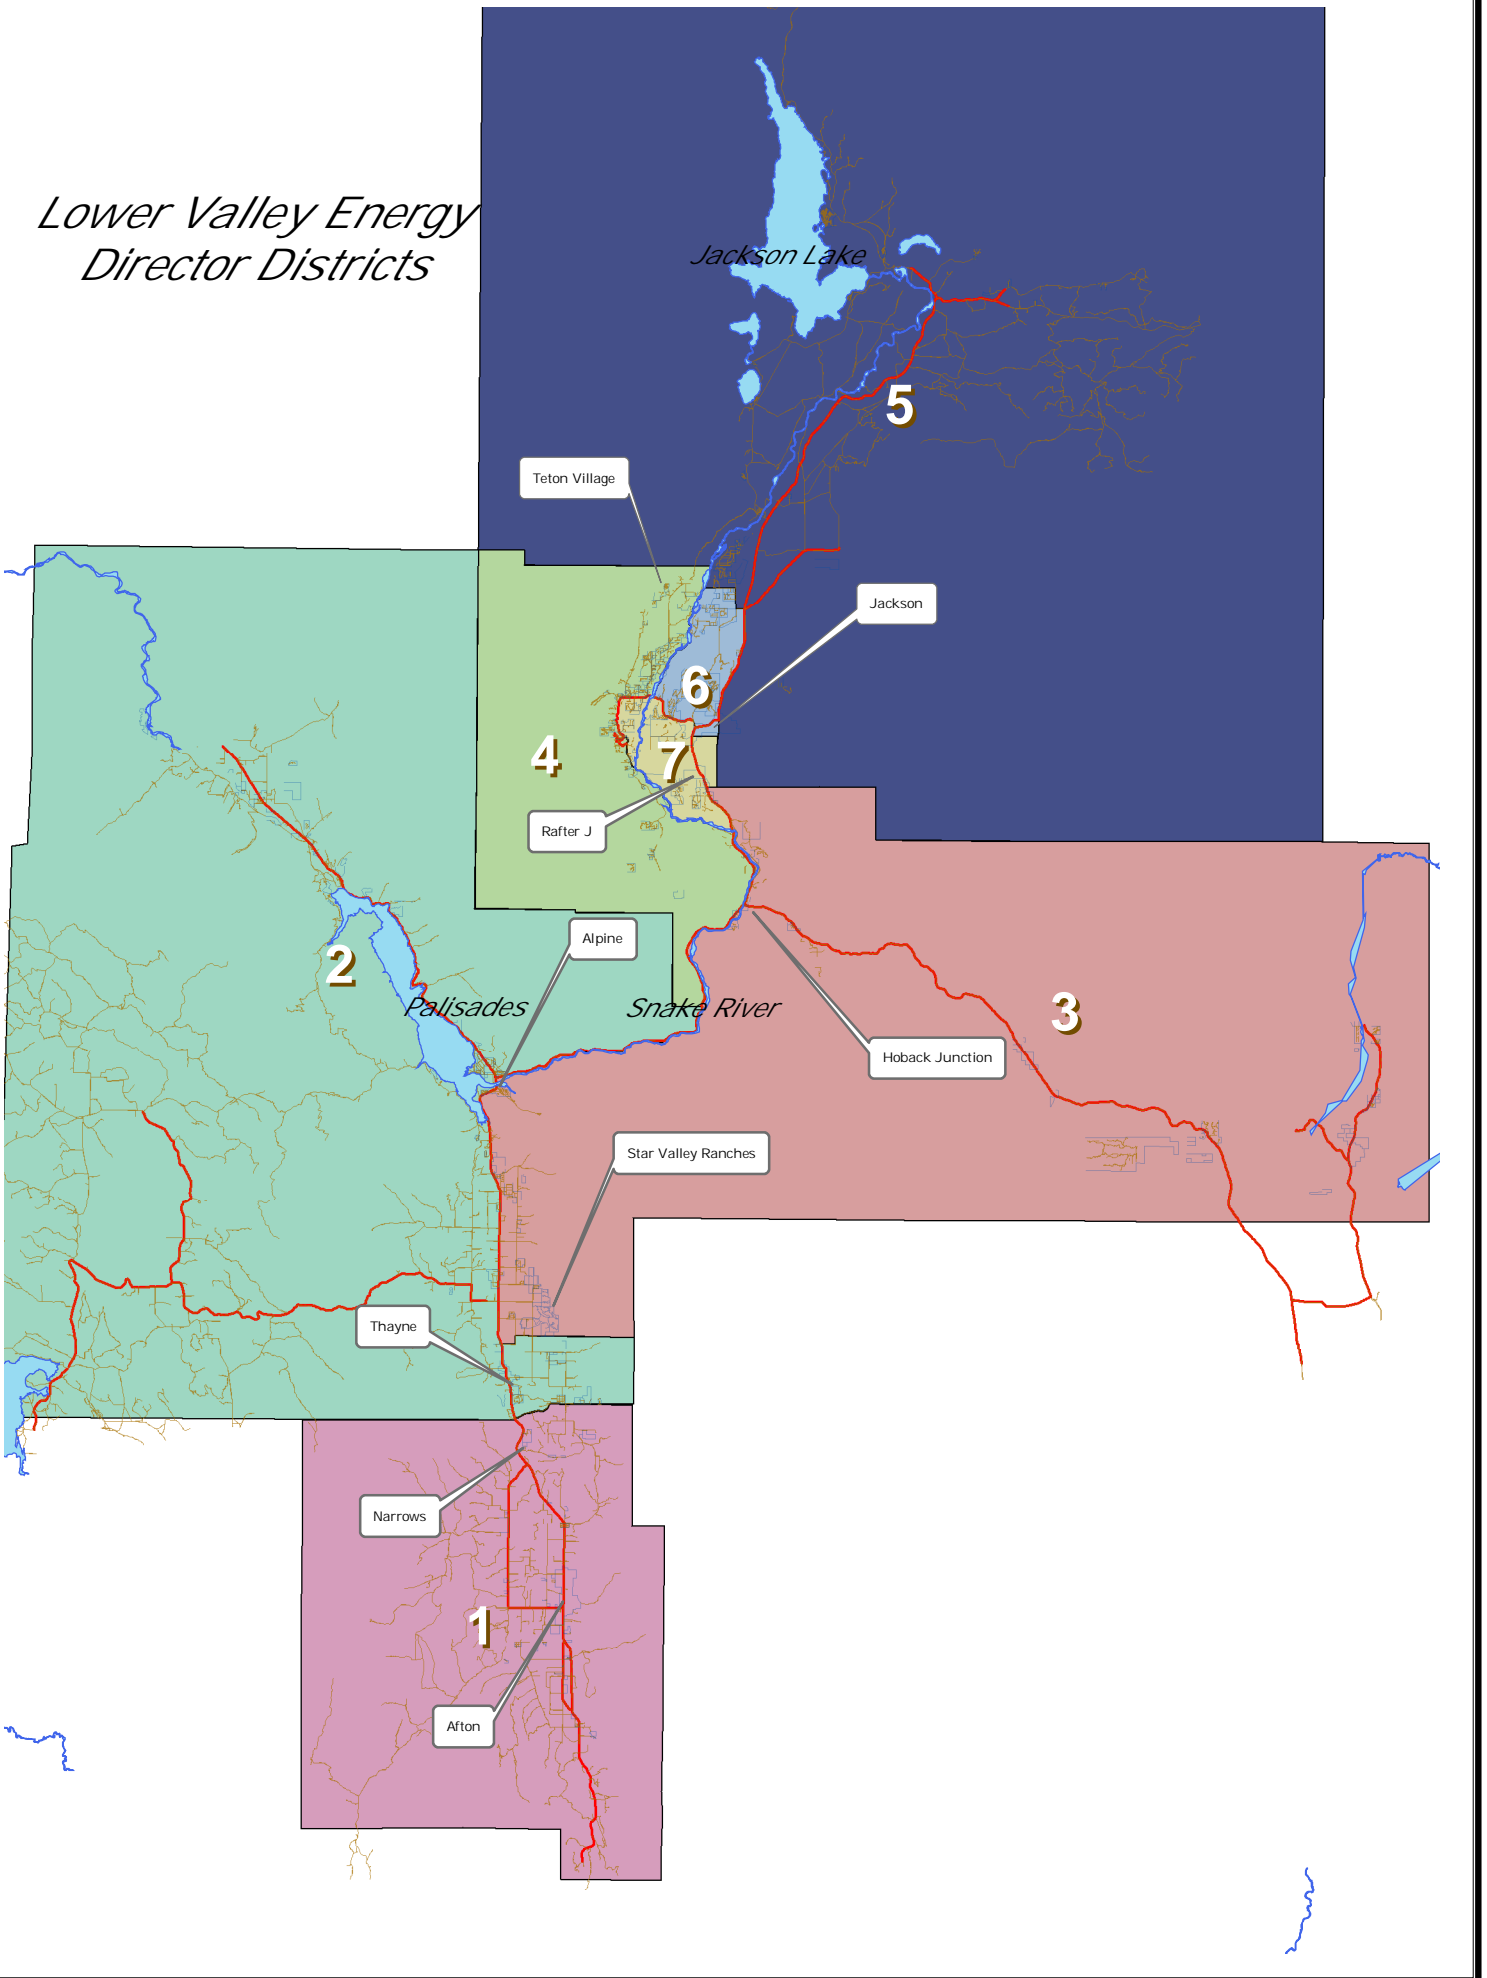 Lower Valley Energy
Director Districts
Jackson Lake
5
Teton Village
Jackson
6
4
7
Rafter J
Alpine
2
Palisades
Snake River
3
Hoback Junction
Star Valley Ranches
Thayne
Narrows
1
Afton